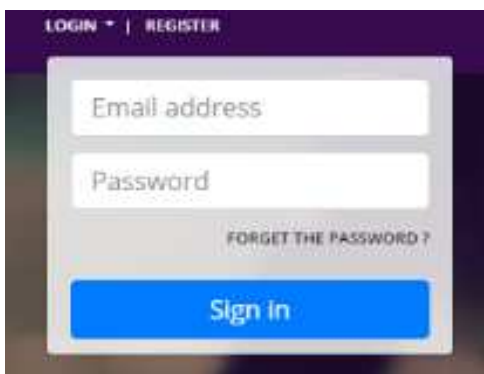 LOGIN | REGISTER
Email address
Password
FORGET THE PASSWORD ?
Sign in